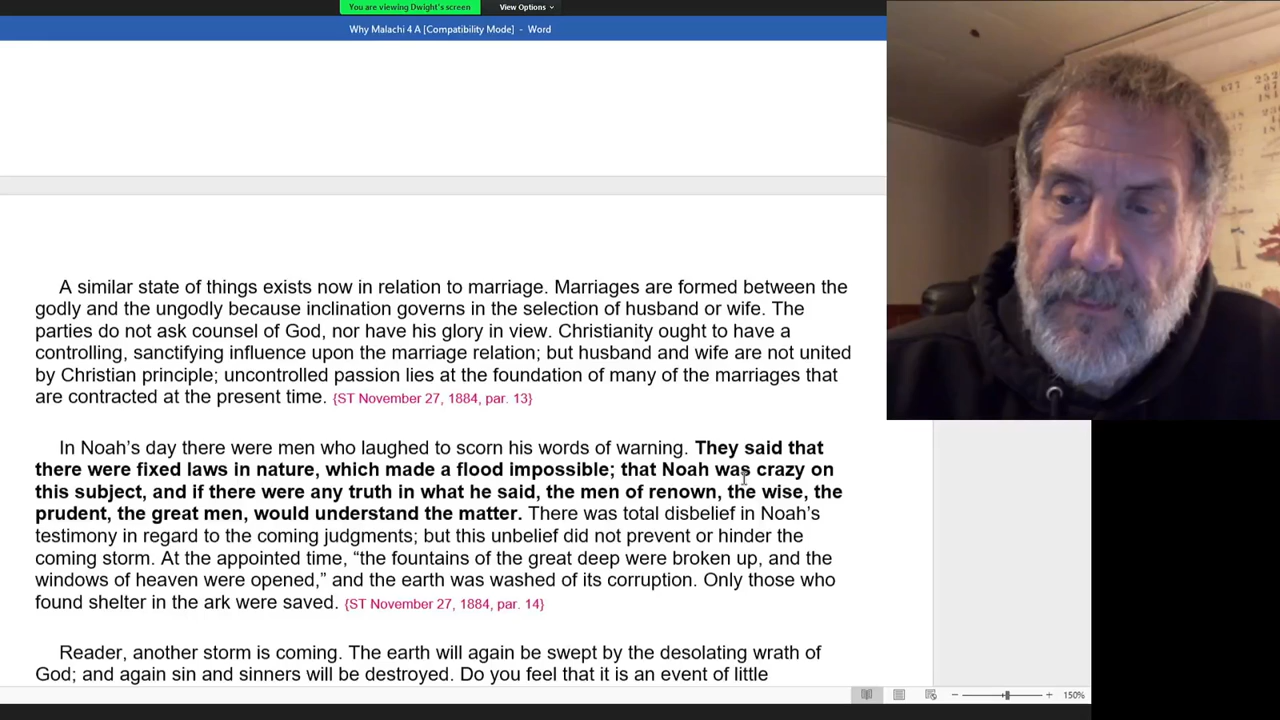 You are viewing Dwight's screen
View Options
Why Malachi 4 A [Compatibility Mode] - Word
677
184
A similar state of things exists now in relation to marriage. Marriages are formed between the
godly and the ungodly because inclination governs in the selection of husband or wife. The
parties do not ask counsel of God, nor have his glory in view. Christianity ought to have a
controlling, sanctifying influence upon the marriage relation; but husband and wife are not united
by Christian principle; uncontrolled passion lies at the foundation of many of the marriages that
are contracted at the present time. {ST November 27, 1884, par. 13}
In Noah’s day there were men who laughed to scorn his words of warning. They said that
there were fixed laws in nature, which made a flood impossible; that Noah was crazy on
this subject, and if there were any truth in what he said, the men of renown, the wise, the
prudent, the great men, would understand the matter. There was total disbelief in Noah’s
testimony in regard to the coming judgments; but this unbelief did not prevent or hinder the
coming storm. At the appointed time, “the fountains of the great deep were broken up, and the
windows of heaven were opened,” and the earth was washed of its corruption. Only those who
found shelter in the ark were saved. {ST November 27, 1884, par. 14}
Reader, another storm is coming. The earth will again be swept by the desolating wrath of
God; and again sin and sinners will be destroyed. Do you feel that it is an event of little
150%